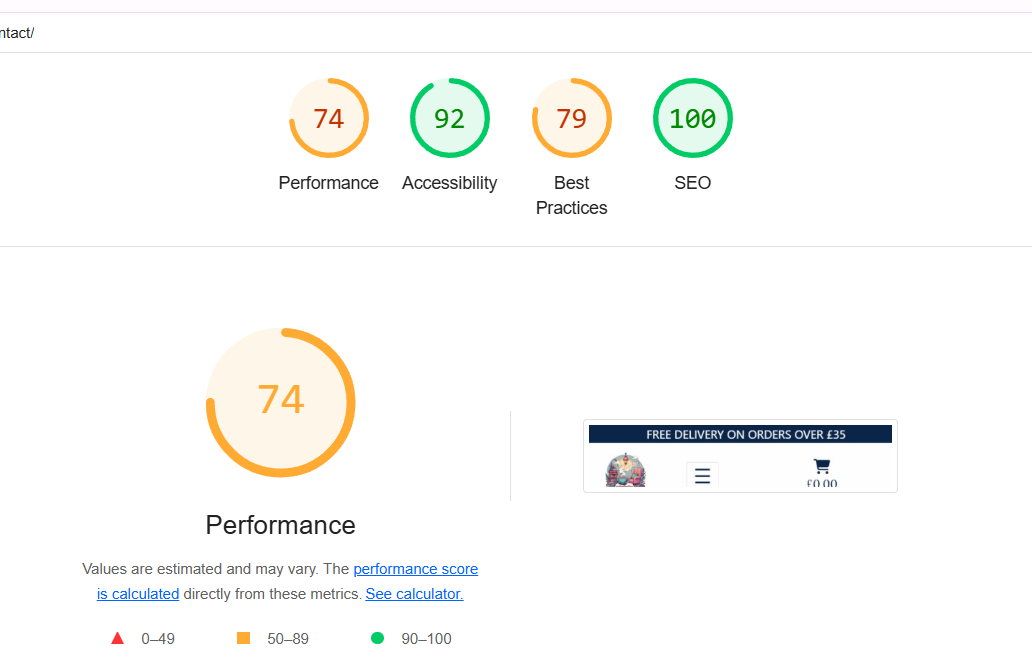 ntact/
74
92
79
100
Performance
Accessibility
Best
Practices
SEO
74
FREE DELIVERY ON ORDERS OVER £35
£0.00
Performance
Values are estimated and may vary. The performance score
is calculated directly from these metrics. See calculator.
0–49
50–89
90–100